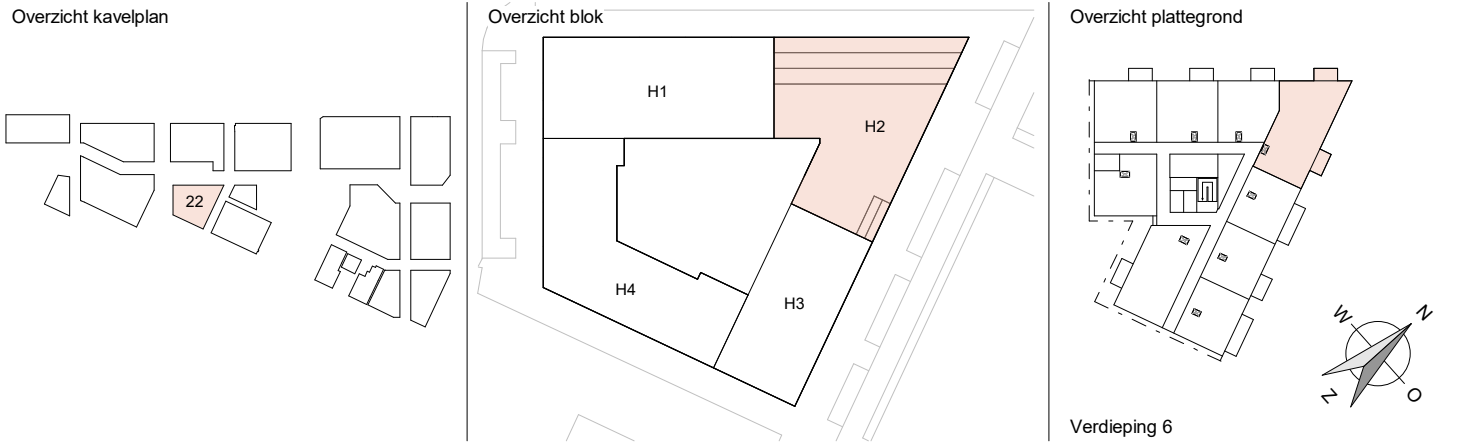 Overzicht kavelplan
22
Overzicht blok
H1
H2
H4
H3
Overzicht plattegrond
W
N
Z
O
Verdieping 6